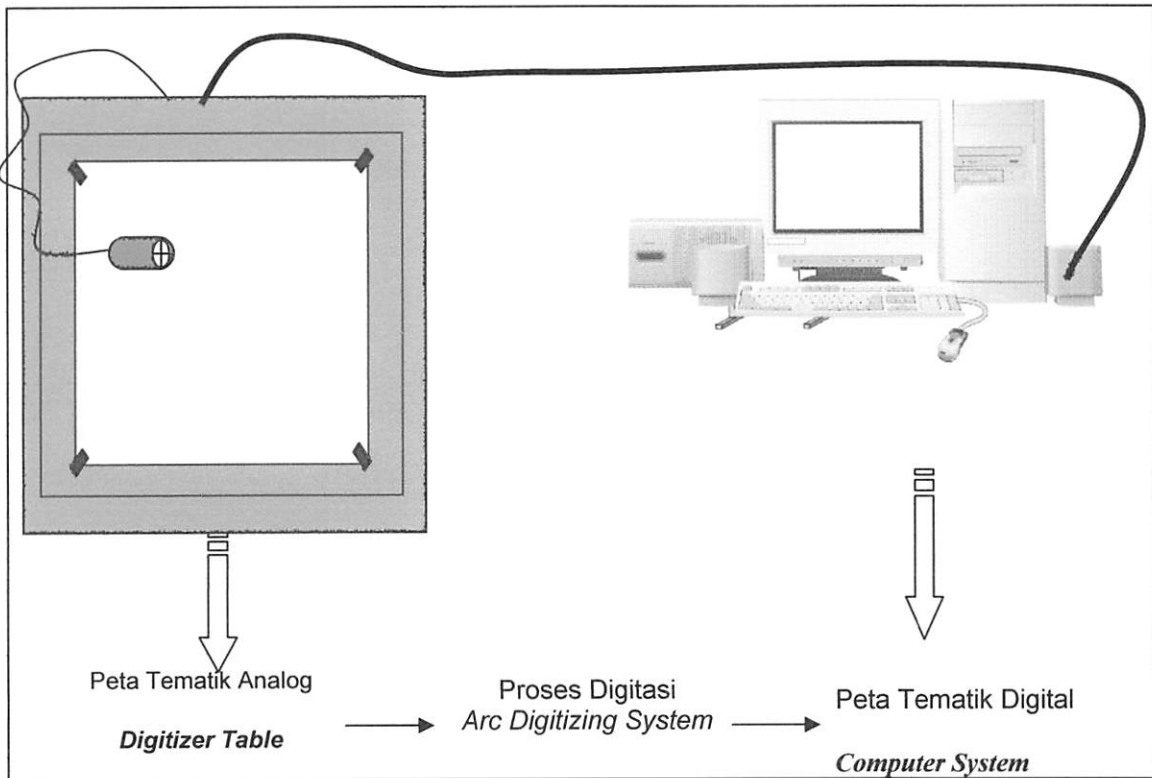 Peta Tematik Analog
Digitizer Table
Proses Digitasi
Arc Digitizing System
Peta Tematik Digital
Computer System